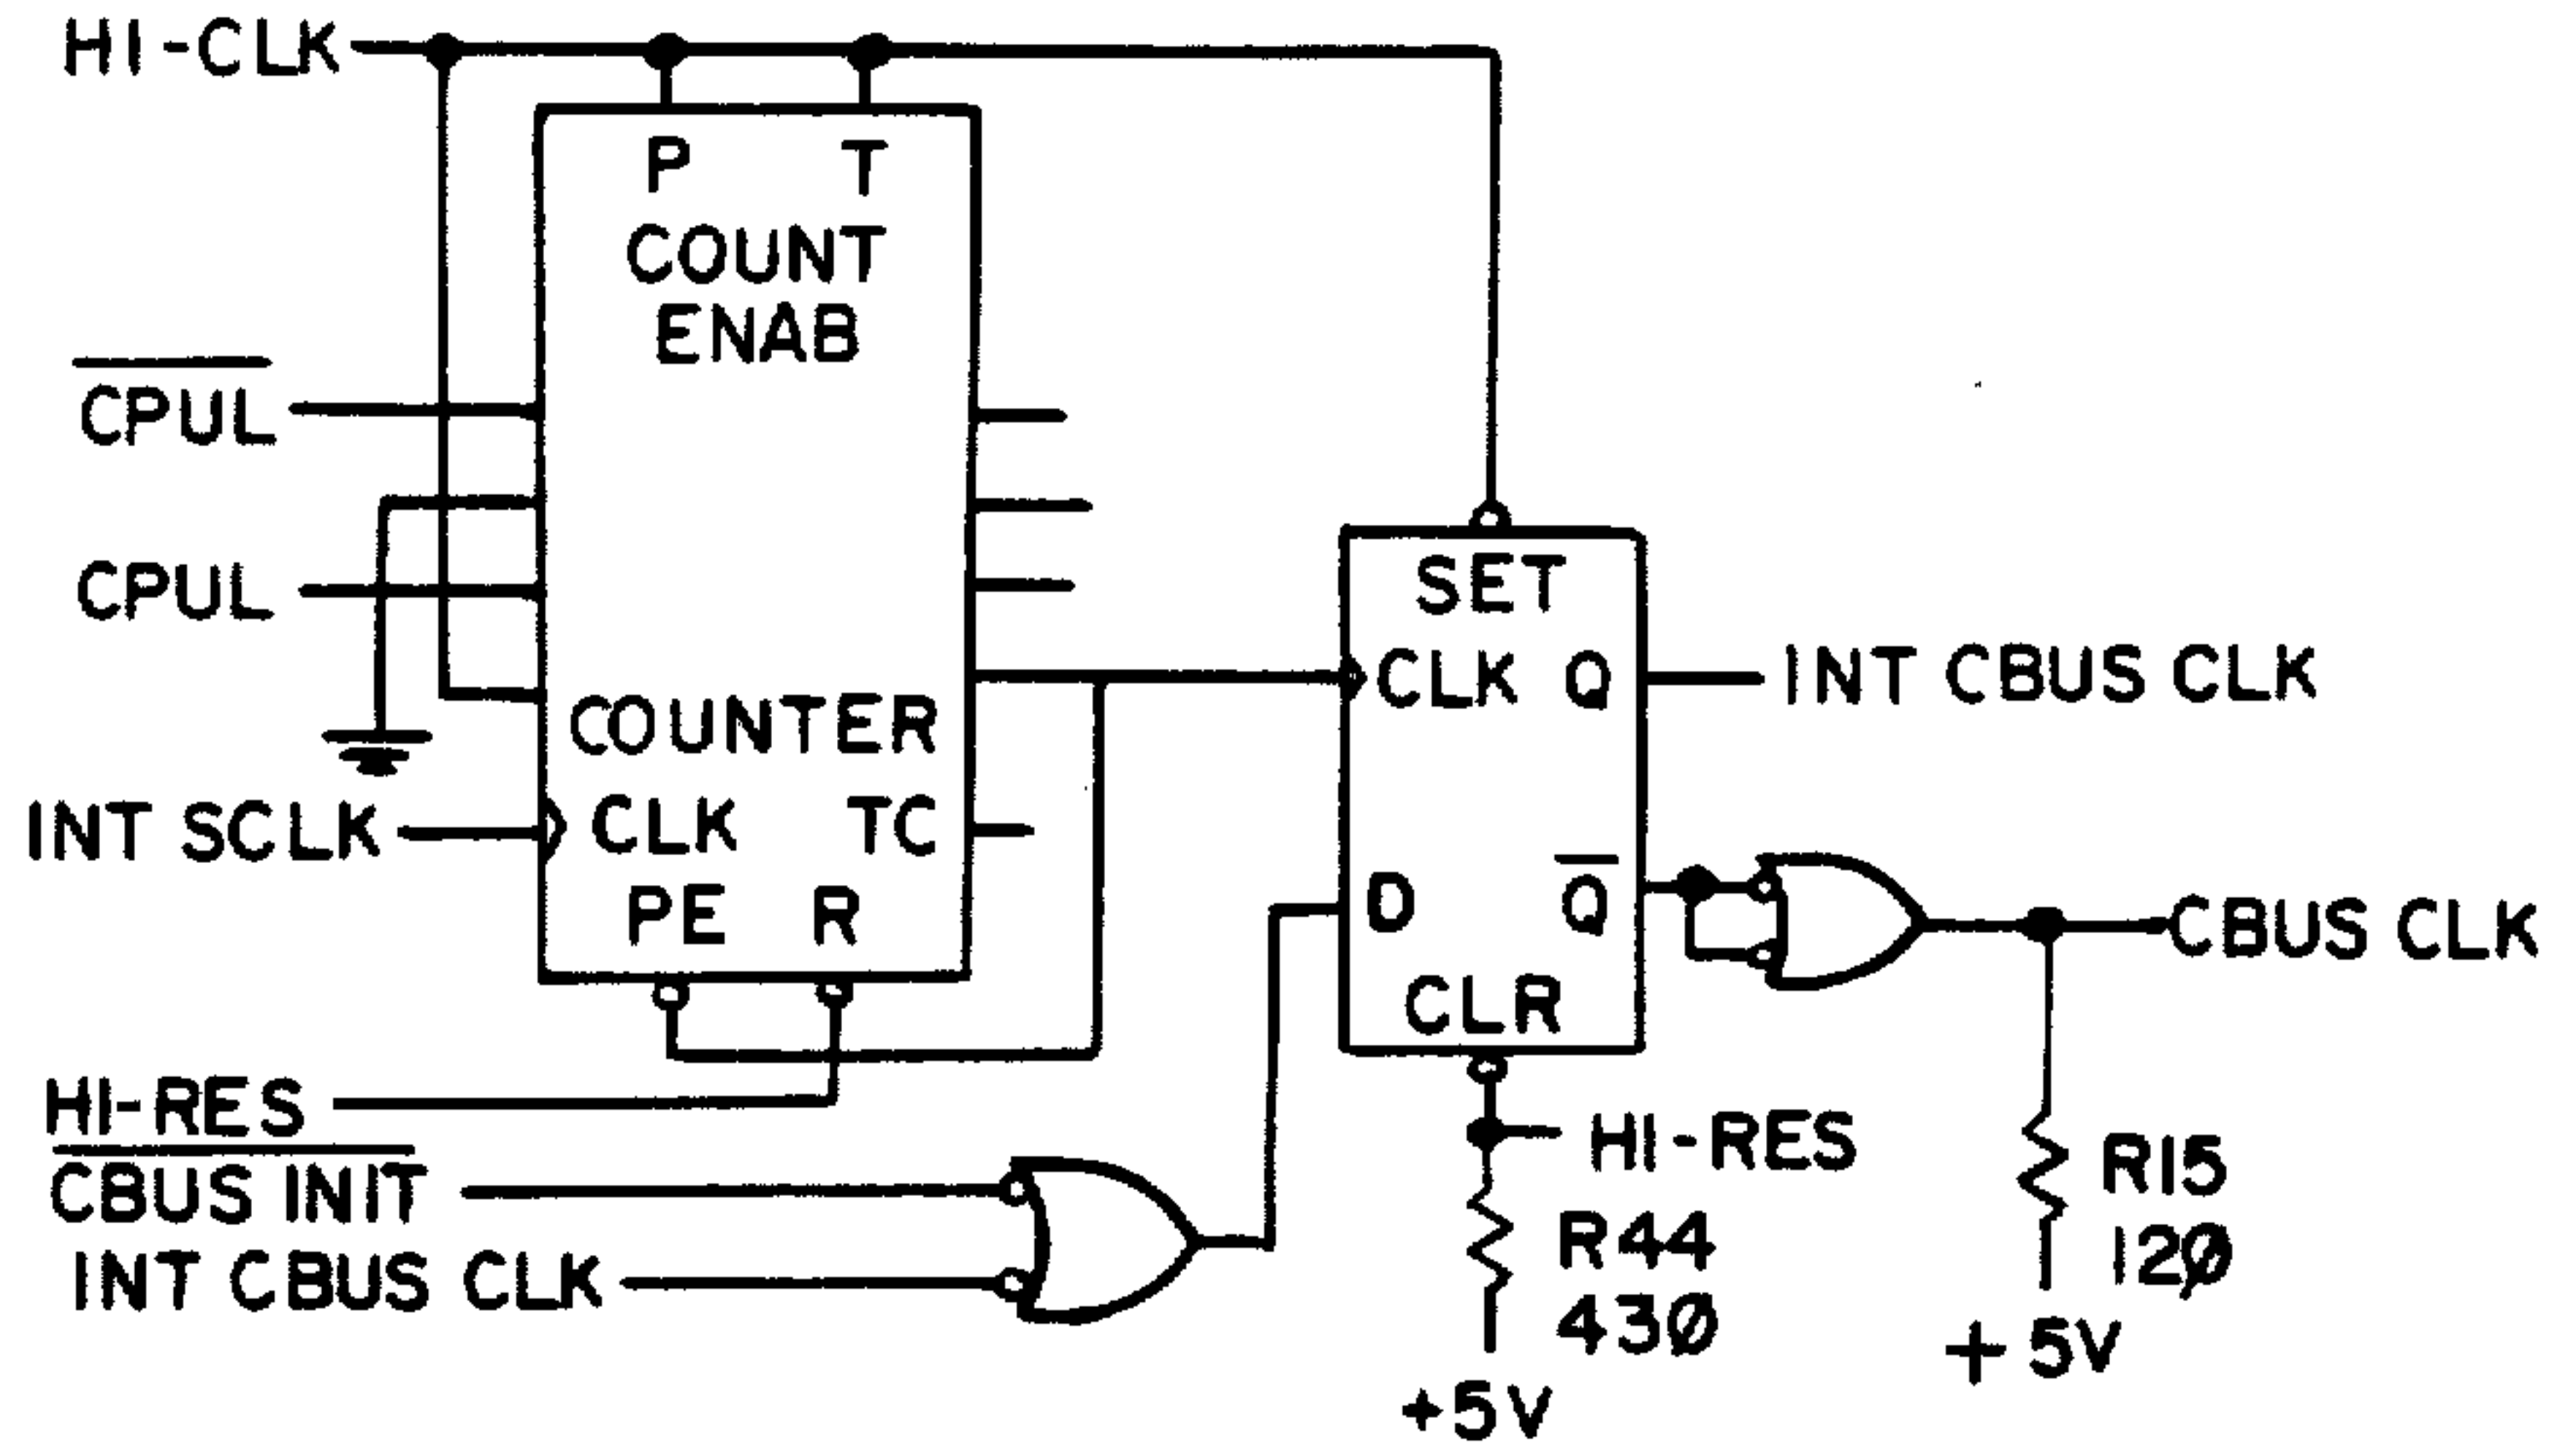 HI-CLK
P T
COUNT
ENAB
CPUL
CPUL
COUNTER
INT SCLK
CLK TC
PE R
HI-RES
CBUS INIT
INT CBUS CLK
SET
CLK Q
INT CBUS CLK
D Q
CLR
CBUS CLK
HI-RES
R44
430
+5V
R15
120
+5V